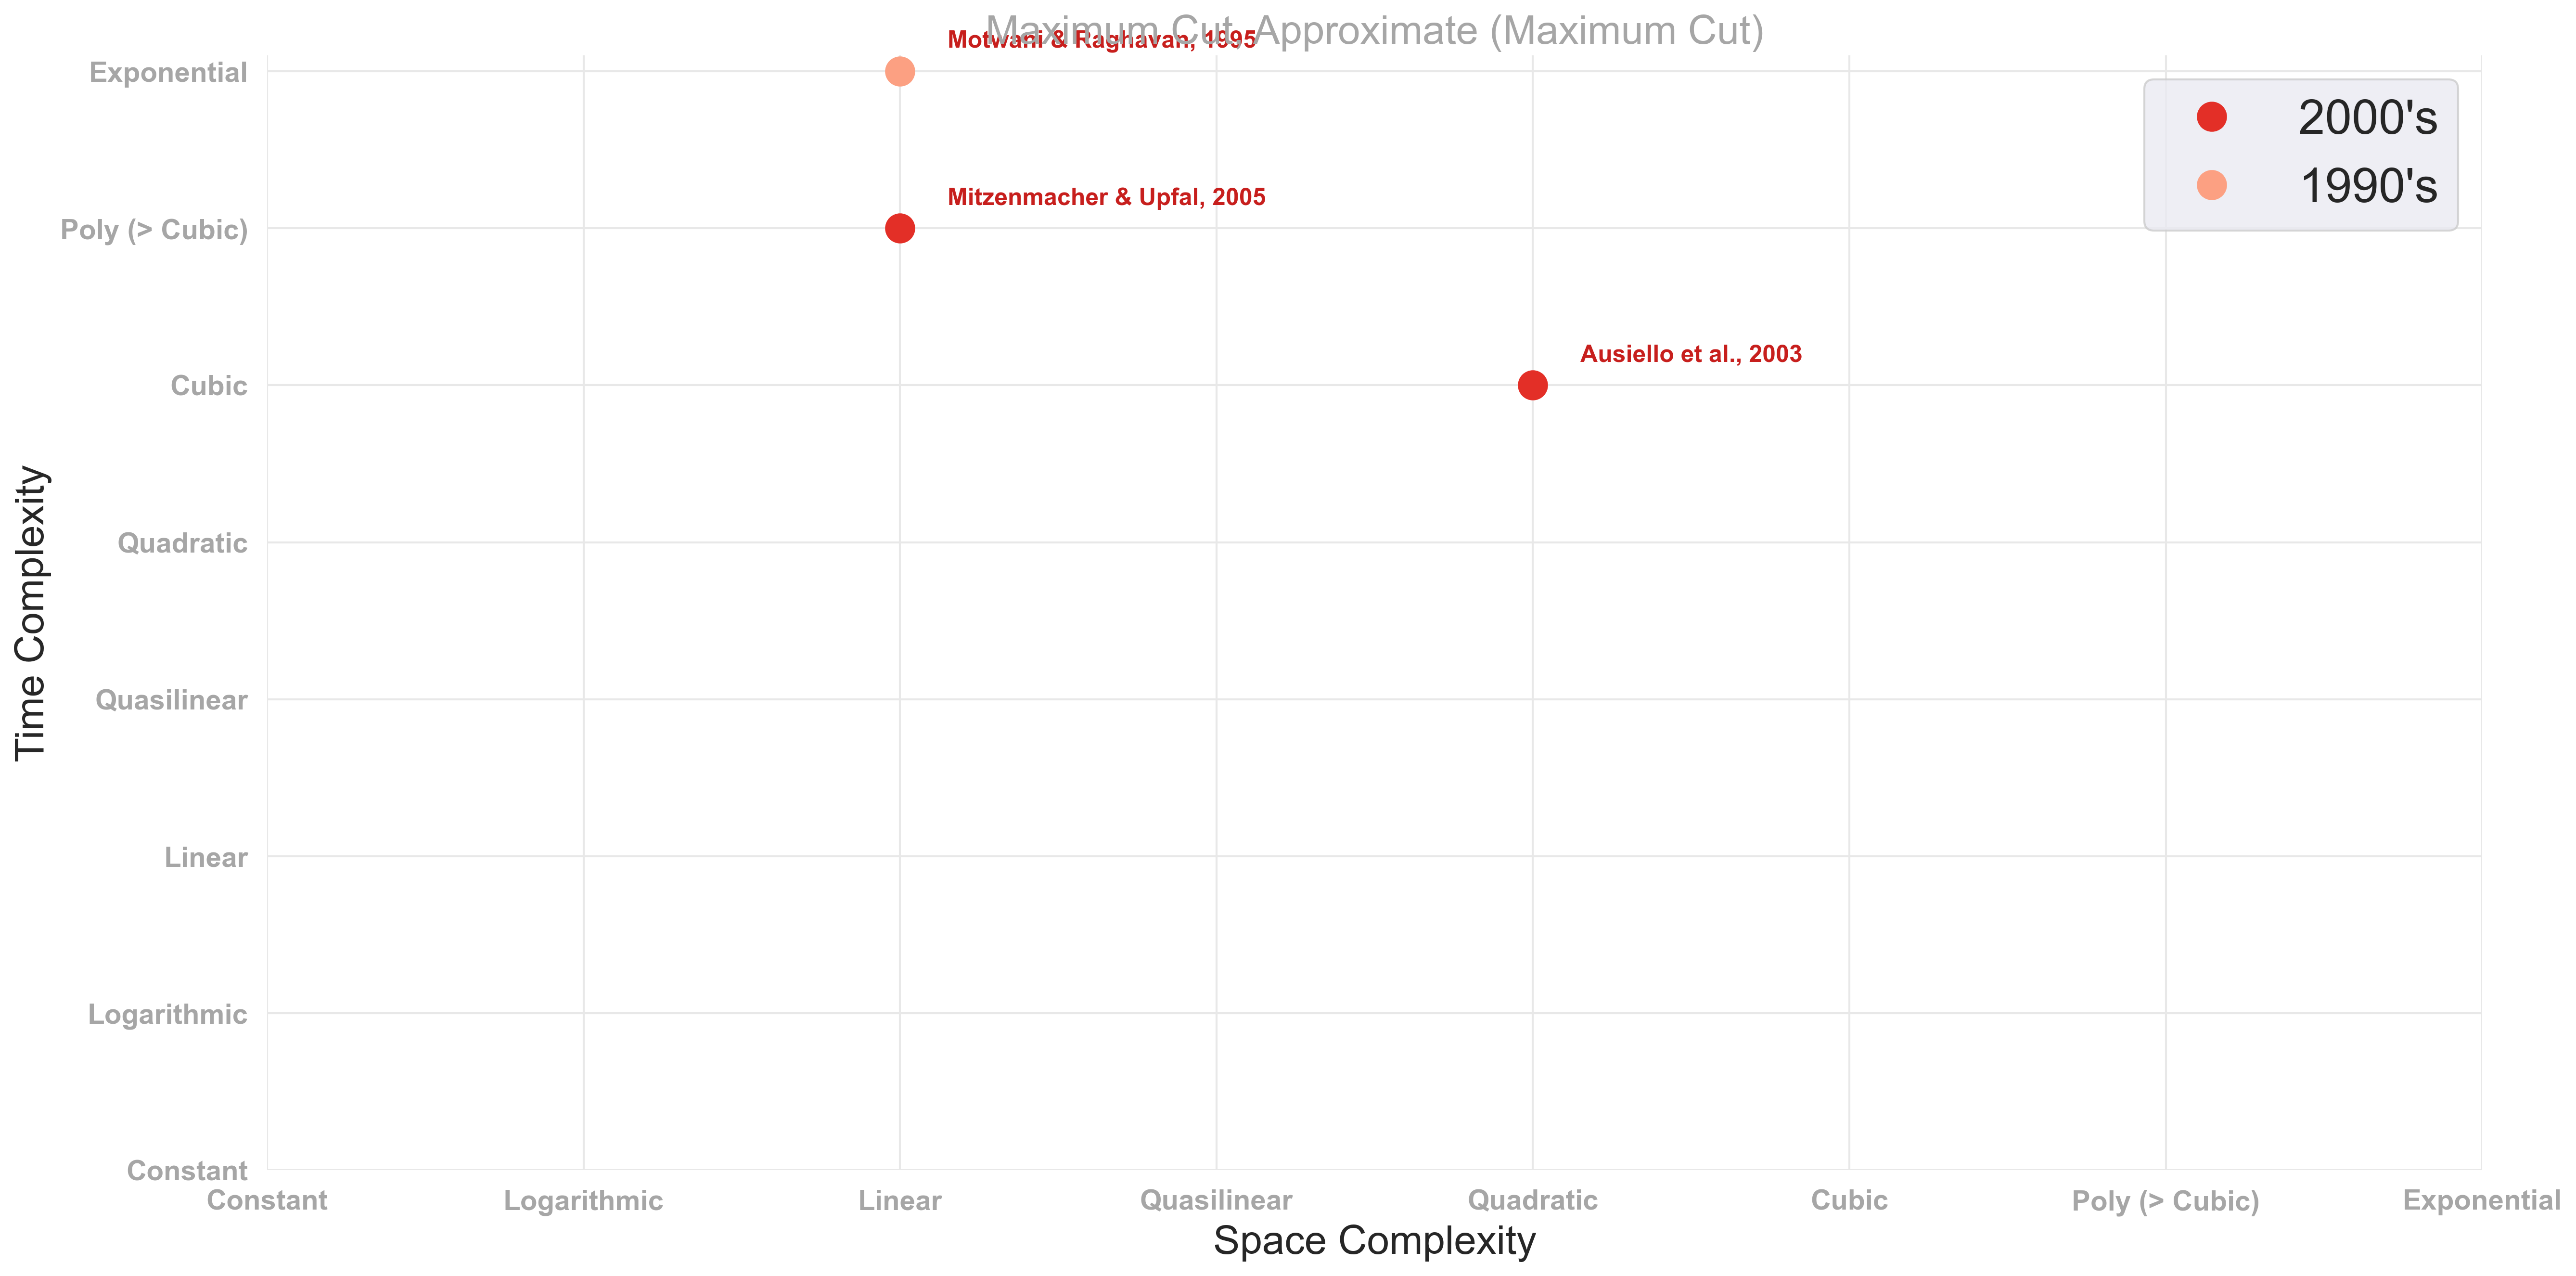 Maximum Cut, Approximate (Maximum Cut)
Motwani & Raghavan, 1995
Exponential
2000's
1990's
Mitzenmacher & Upfal, 2005
Poly (> Cubic)
Ausiello et al., 2003
Cubic
Quadratic
Time Complexity
Quasilinear
Linear
Logarithmic
Constant
Constant Logarithmic Linear Quasilinear Quadratic Cubic Poly (> Cubic) Exponential
Space Complexity